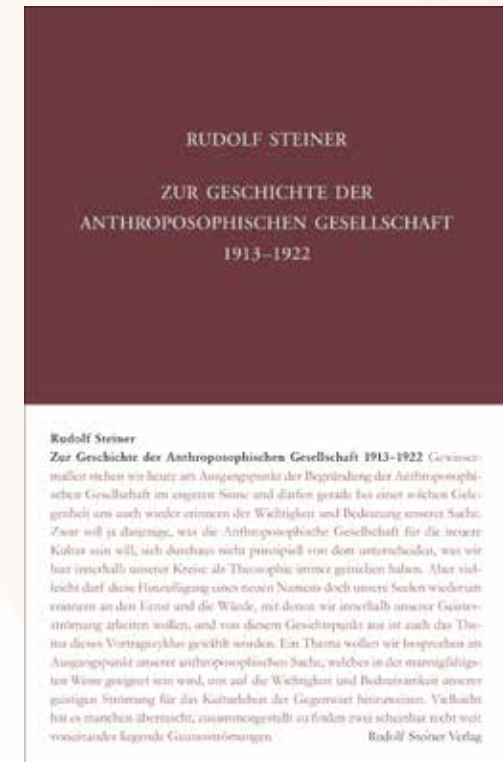 RUDOLF STEINER
ZUR GESCHICHTE DER
ANTHROPOSOPHISCHEN GESELLSCHAFT
1913–1922
Rudolf Steiner
Zur Geschichte der Anthroposophischen Gesellschaft 1913–1922 Gewisser-
maßen stehen wir heute am Ausgangspunkt der Begründung der Anthroposophi-
schen Gesellschaft im engeren Sinne und dürfen gerade bei einer solchen Gele-
genheit uns auch wieder erinnern der Wichtigkeit und Bedeutung unserer Sache.
Zwar will ja dasjenige, was die Anthroposophische Gesellschaft für die neuere
Kultur sein will, sich durchaus nicht prinzipiell von dem unterscheiden, was wir
hier innerhalb unserer Kreise als Theosophie immer getrieben haben. Aber viel-
leicht darf diese Hinzufügung eines neuen Namens doch unsere Seelen wiederum
erinnern an den Ernst und die Würde, mit denen wir innerhalb unserer Geistes-
strömung arbeiten wollen, und von diesem Gesichtspunkt aus ist auch das The-
ma dieses Vortragszyklus gewählt worden. Ein Thema wollen wir besprechen am
Ausgangspunkt unserer anthroposophischen Sache, welches in der mannigfaltigs-
ten Weise geeignet sein wird, uns auf die Wichtigkeit und Bedeutsamkeit unserer
geistigen Strömung für das Kulturleben der Gegenwart hinzuweisen. Vielleicht
hat es manchen überrascht, zusammengestellt zu finden zwei scheinbar recht weit
voneinander liegende Geistesströmungen Rudolf Steiner Verlag